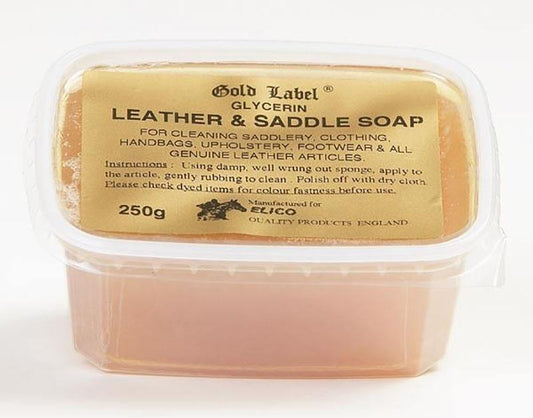 Gold Label ®
GLYCERIN
LEATHER & SADDLE SOAP
FOR CLEANING SADDLERY, CLOTHING,
HANDBAGS, UPHOLSTERY, FOOTWEAR & ALL
GENUINE LEATHER ARTICLES.
Instructions : Using damp, well wrung out sponge, apply to
the article, gently rubbing to clean . Polish off with dry cloth.
Please check dyed items for colour fastness before use.
250g
Manufactured for
ELICO
QUALITY PRODUCTS ENGLAND